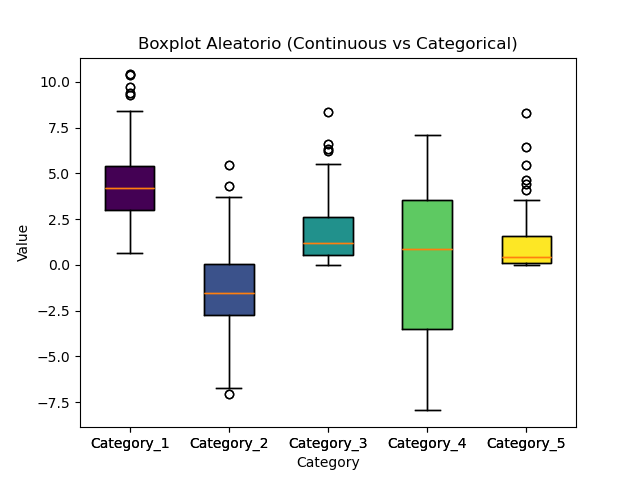 Boxplot Aleatorio (Continuous vs Categorical)
10.0
7.5
5.0
2.5
0.0
−2.5
−5.0
−7.5
Value
Category_1 Category_2 Category_3 Category_4 Category_5
Category